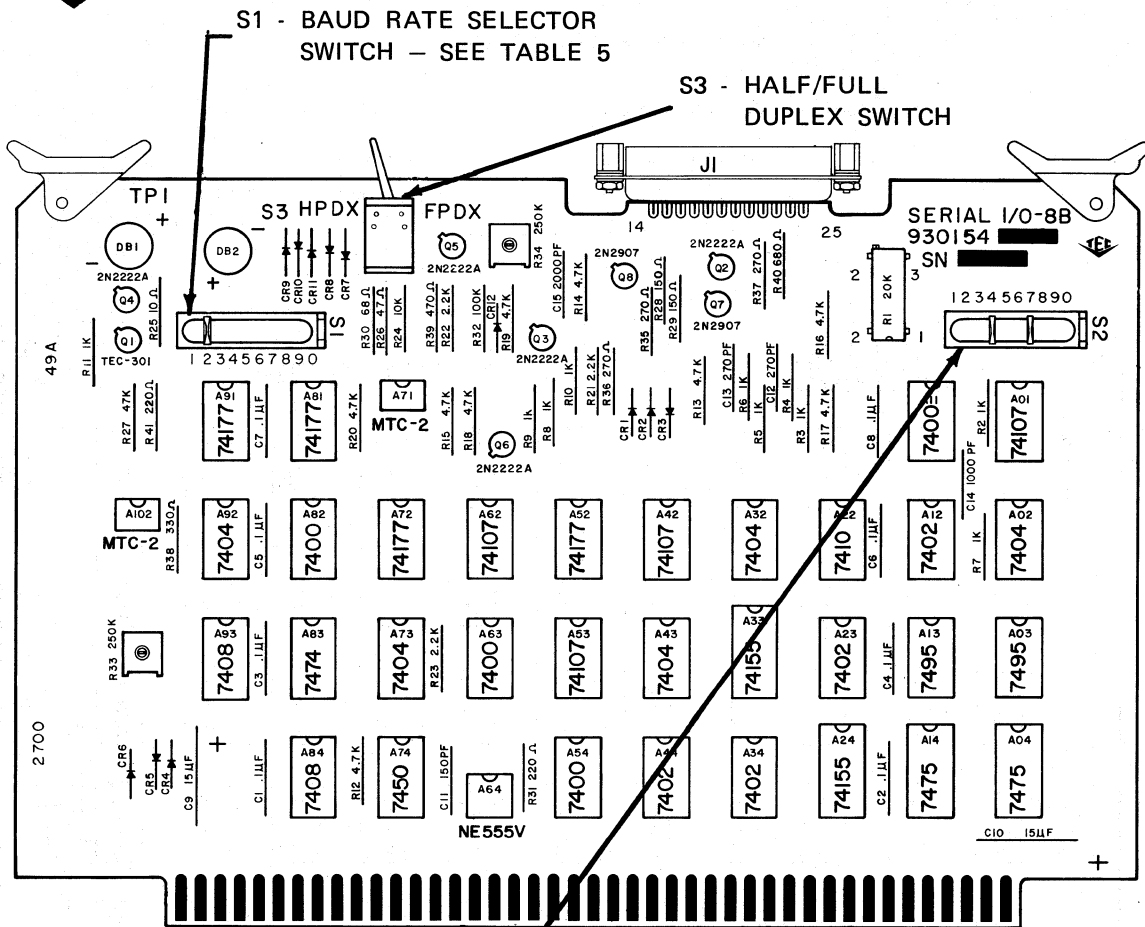 S1 - BAUD RATE SELECTOR
SWITCH – SEE TABLE 5
S3 - HALF/FULL
DUPLEX SWITCH
J1
14
25
TP1
+
-
DB1
DB2
-
+
S3 HPDX
FPDX
CR9
CR10
CR11
CR8
CR7
Q5
2N2222A
R34 250K
C15 2000PF
R14 4.7K
2N2907
Q8
2N2222A
Q2
Q7
2N2907
R35 270Ω
R28 150Ω
R29 150Ω
R37 270Ω
R40 680Ω
SERIAL I/O-8B
930154
SN
TEC
2
3
R1 20K
2
1
1234567890
S2
2N2222A
Q4
Q1
TEC-301
R25 10Ω
R11 1K
49A
S1
1234567890
R30 68Ω
R26 47Ω
R24 10K
R39 470Ω
R22 2.2K
R32 100K
CR12
R19 4.7K
Q3
2N2222A
R16 4.7K
R27 47K
R41 220Ω
A91
74177
C7 .1µF
A81
74177
R20 4.7K
A71
MTC-2
R15 4.7K
R18 4.7K
Q6
2N2222A
R9 1K
R8 1K
R10 1K
R21 2.2K
R36 270Ω
CR1
CR2
CR3
R13 4.7K
C13 270PF
R6 1K
R5 1K
C12 270PF
R4 1K
R3 1K
R17 4.7K
C8 .1µF
7400
R2 1K
A01
74107
C14 1000 PF
A102
MTC-2
R38 330Ω
A92
7404
C5 .1µF
A82
7400
A72
74177
A62
74107
A52
74177
A42
74107
A32
7404
A22
7410
C6 .1µF
A12
7402
R7 1K
A02
7404
R33 250K
A93
7408
C3 .1µF
A83
7474
A73
7404
R23 2.2K
A63
7400
A53
74107
A43
7404
A33
74155
A23
7402
C4 .1µF
A13
7495
A03
7495
2700
CR6
CR5
CR4
C9 15µF
+
C1 .1µF
A84
7408
R12 4.7K
A74
7450
C11 150PF
A64
NE555V
R31 220Ω
A54
7400
A44
7402
A34
7402
A24
74155
C2 .1µF
A14
7475
A04
7475
C10 15µF
+